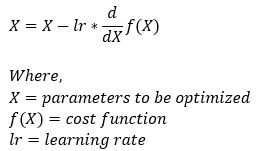 X = X − lr * d/dX f(X)
Where,
X = parameters to be optimized
f(X) = cost function
lr = learning rate